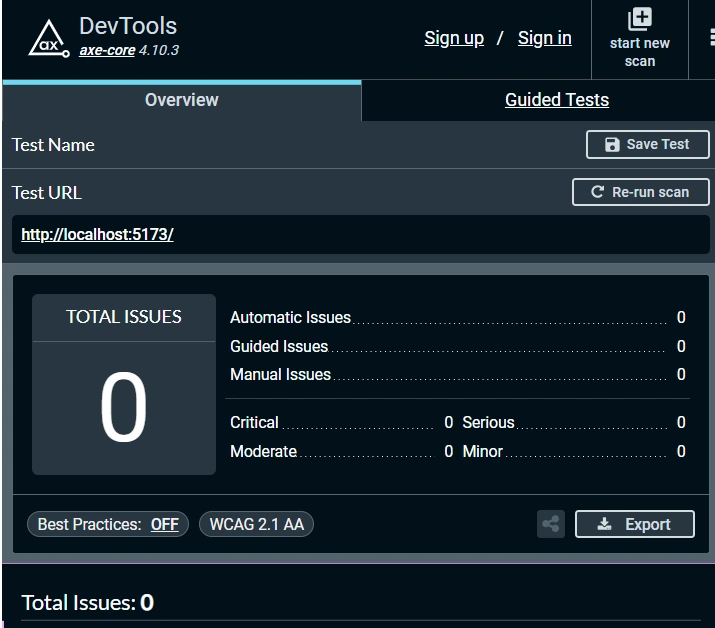 ax DevTools
axe-core 4.10.3
Sign up / Sign in
start new
scan
Overview
Guided Tests
Test Name
Save Test
Test URL
Re-run scan
http://localhost:5173/
TOTAL ISSUES
0
Automatic Issues 0
Guided Issues 0
Manual Issues 0
Critical 0 Serious 0
Moderate 0 Minor 0
Best Practices: OFF
WCAG 2.1 AA
Export
Total Issues: 0